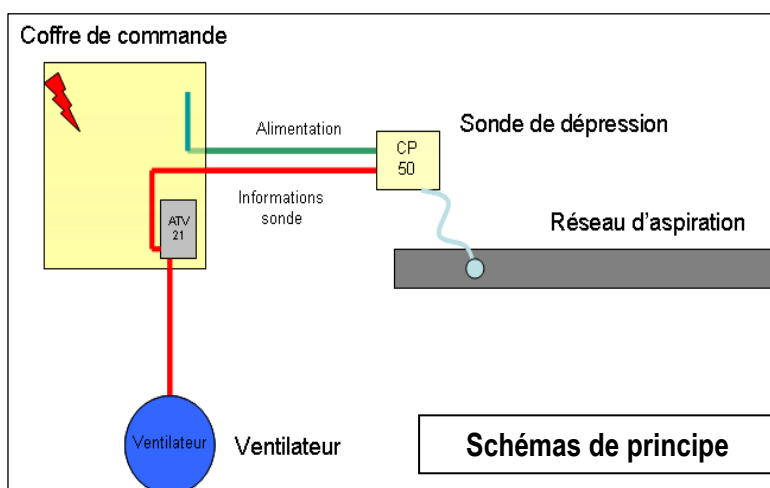 Coffre de commande
Alimentation
CP
50
Sonde de dépression
Informations
sonde
ATV
21
Réseau d'aspiration
Ventilateur
Ventilateur
Schémas de principe